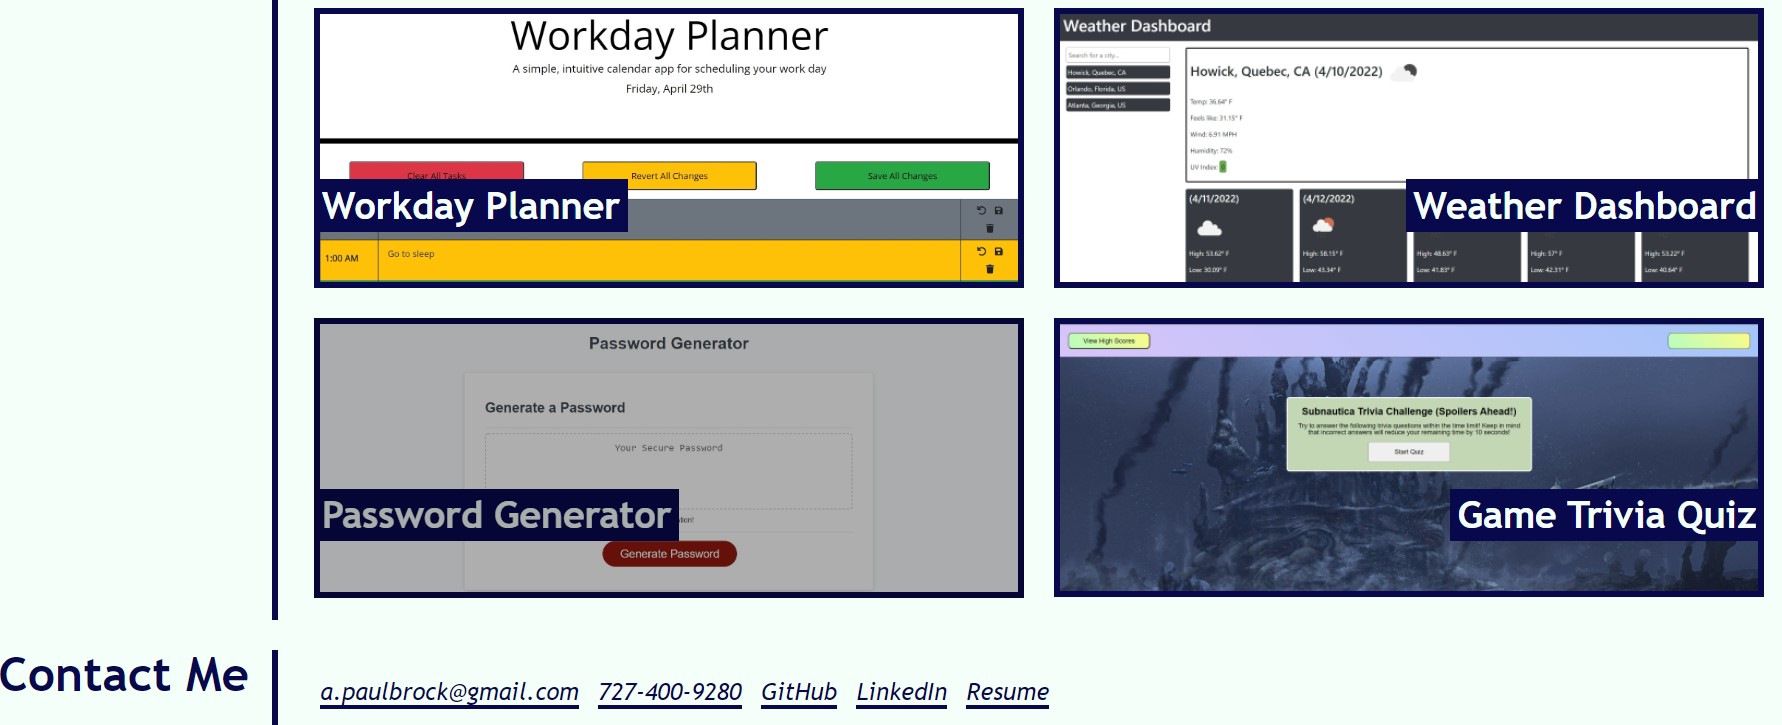 Workday Planner
A simple, intuitive calendar app for scheduling your work day
Friday, April 29th
Clear All Tasks
Revert All Changes
Save All Changes
Workday Planner
1:00 AM
Go to sleep
Weather Dashboard
Search for a city...
Howick, Quebec, CA
Orlando, Florida, US
Atlanta, Georgia, US
Howick, Quebec, CA (4/10/2022)
Temp: 36.64° F
Feels like: 31.15° F
Wind: 6.91 MPH
Humidity: 72%
UV Index:
(4/11/2022)
High: 53.62° F
Low: 30.09° F
(4/12/2022)
High: 58.15° F
Low: 43.34° F
High: 48.63° F
Low: 41.83° F
High: 57° F
Low: 42.31° F
High: 53.22° F
Low: 40.64° F
Weather Dashboard
Password Generator
Generate a Password
Your Secure Password
Generate Password
Password Generator
View High Scores
Subnautica Trivia Challenge (Spoilers Ahead!)
Try to answer the following trivia questions within the time limit! Keep in mind
that incorrect answers will reduce your remaining time by 10 seconds!
Start Quiz
Game Trivia Quiz
Contact Me
a.paulbrock@gmail.com 727-400-9280 GitHub LinkedIn Resume